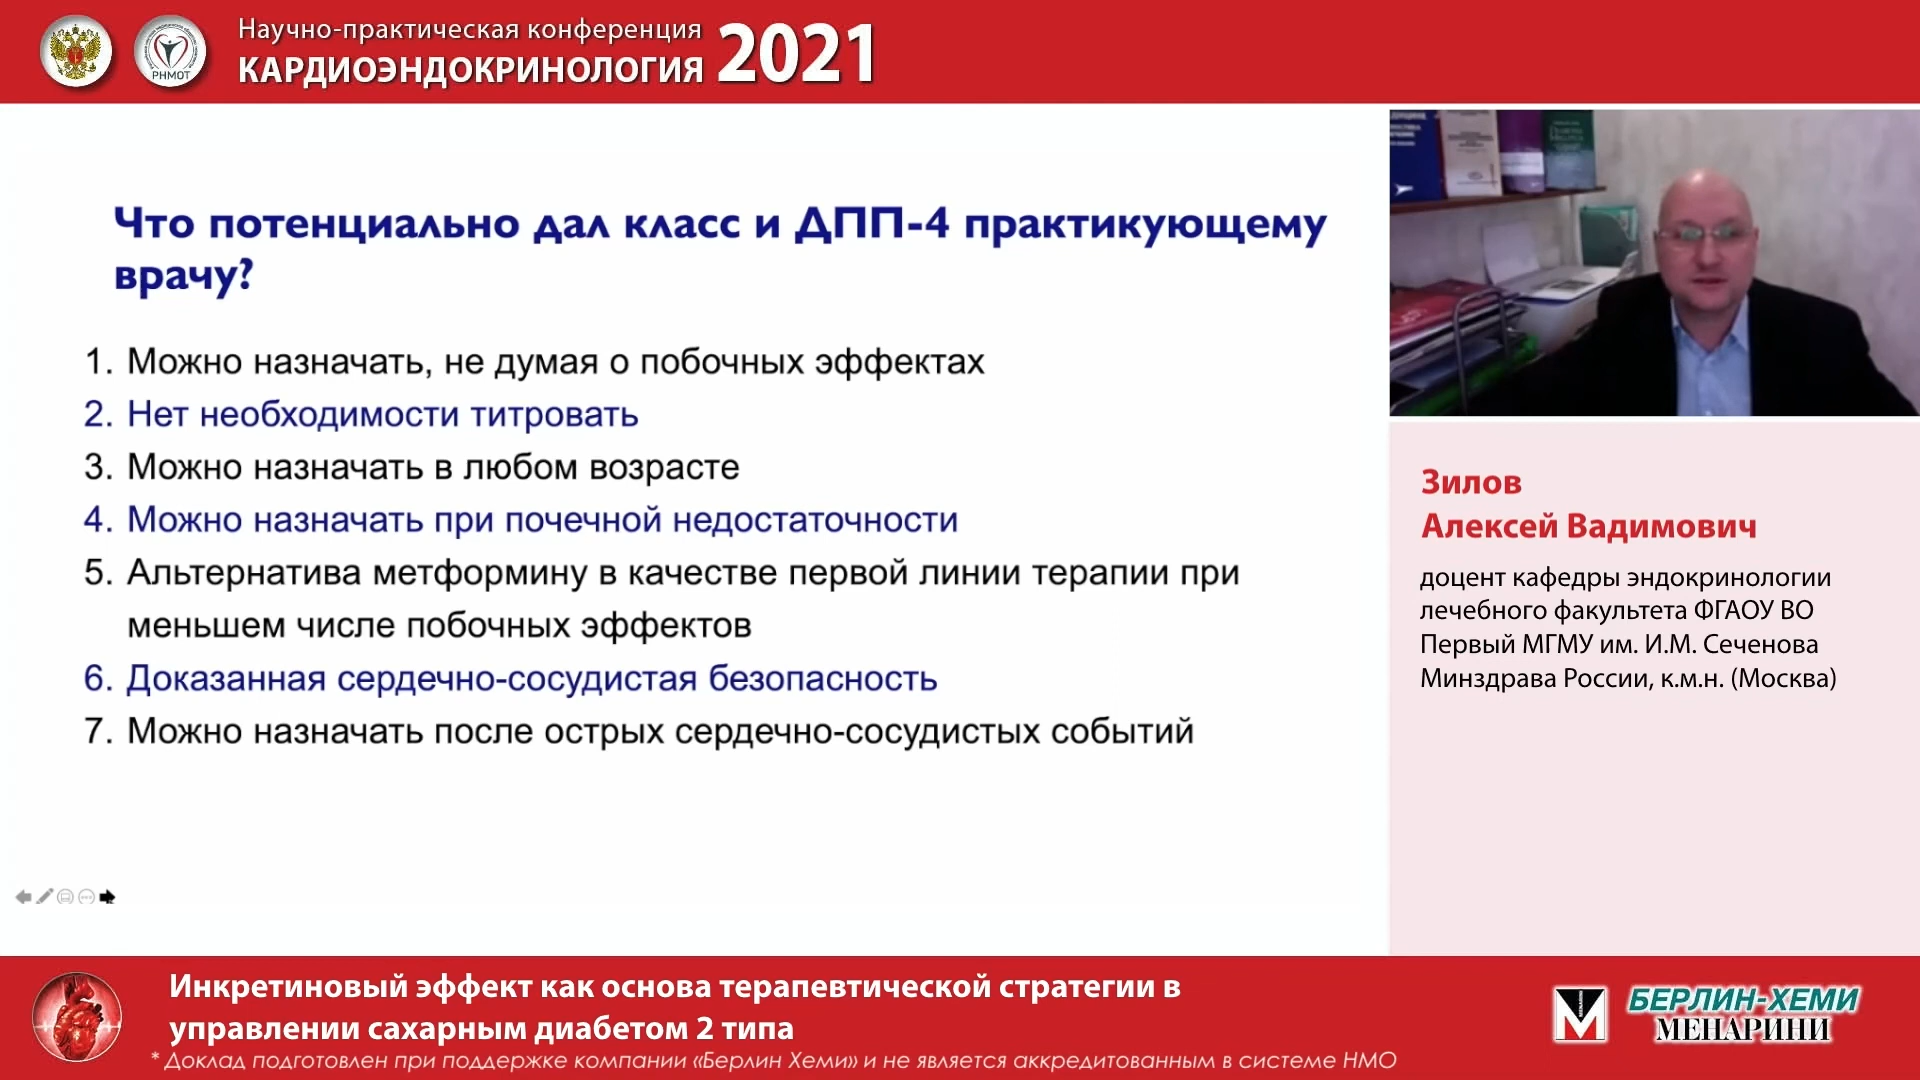 Научно-практическая конференция
КАРДИОЭНДОКРИНОЛОГИЯ 2021
РНМОТ
Что потенциально дал класс и ДПП-4 практикующему
врачу?
1. Можно назначать, не думая о побочных эффектах
2. Нет необходимости титровать
3. Можно назначать в любом возрасте
4. Можно назначать при почечной недостаточности
5. Альтернатива метформину в качестве первой линии терапии при
меньшем числе побочных эффектов
6. Доказанная сердечно-сосудистая безопасность
7. Можно назначать после острых сердечно-сосудистых событий
Зилов
Алексей Вадимович
доцент кафедры эндокринологии
лечебного факультета ФГАОУ ВО
Первый МГМУ им. И.М. Сеченова
Минздрава России, к.м.н. (Москва)
Инкретиновый эффект как основа терапевтической стратегии в
управлении сахарным диабетом 2 типа
* Доклад подготовлен при поддержке компании «Берлин Хеми» и не является аккредитованным в системе НМО
БЕРЛИН-ХЕМИ
МЕНАРИНИ